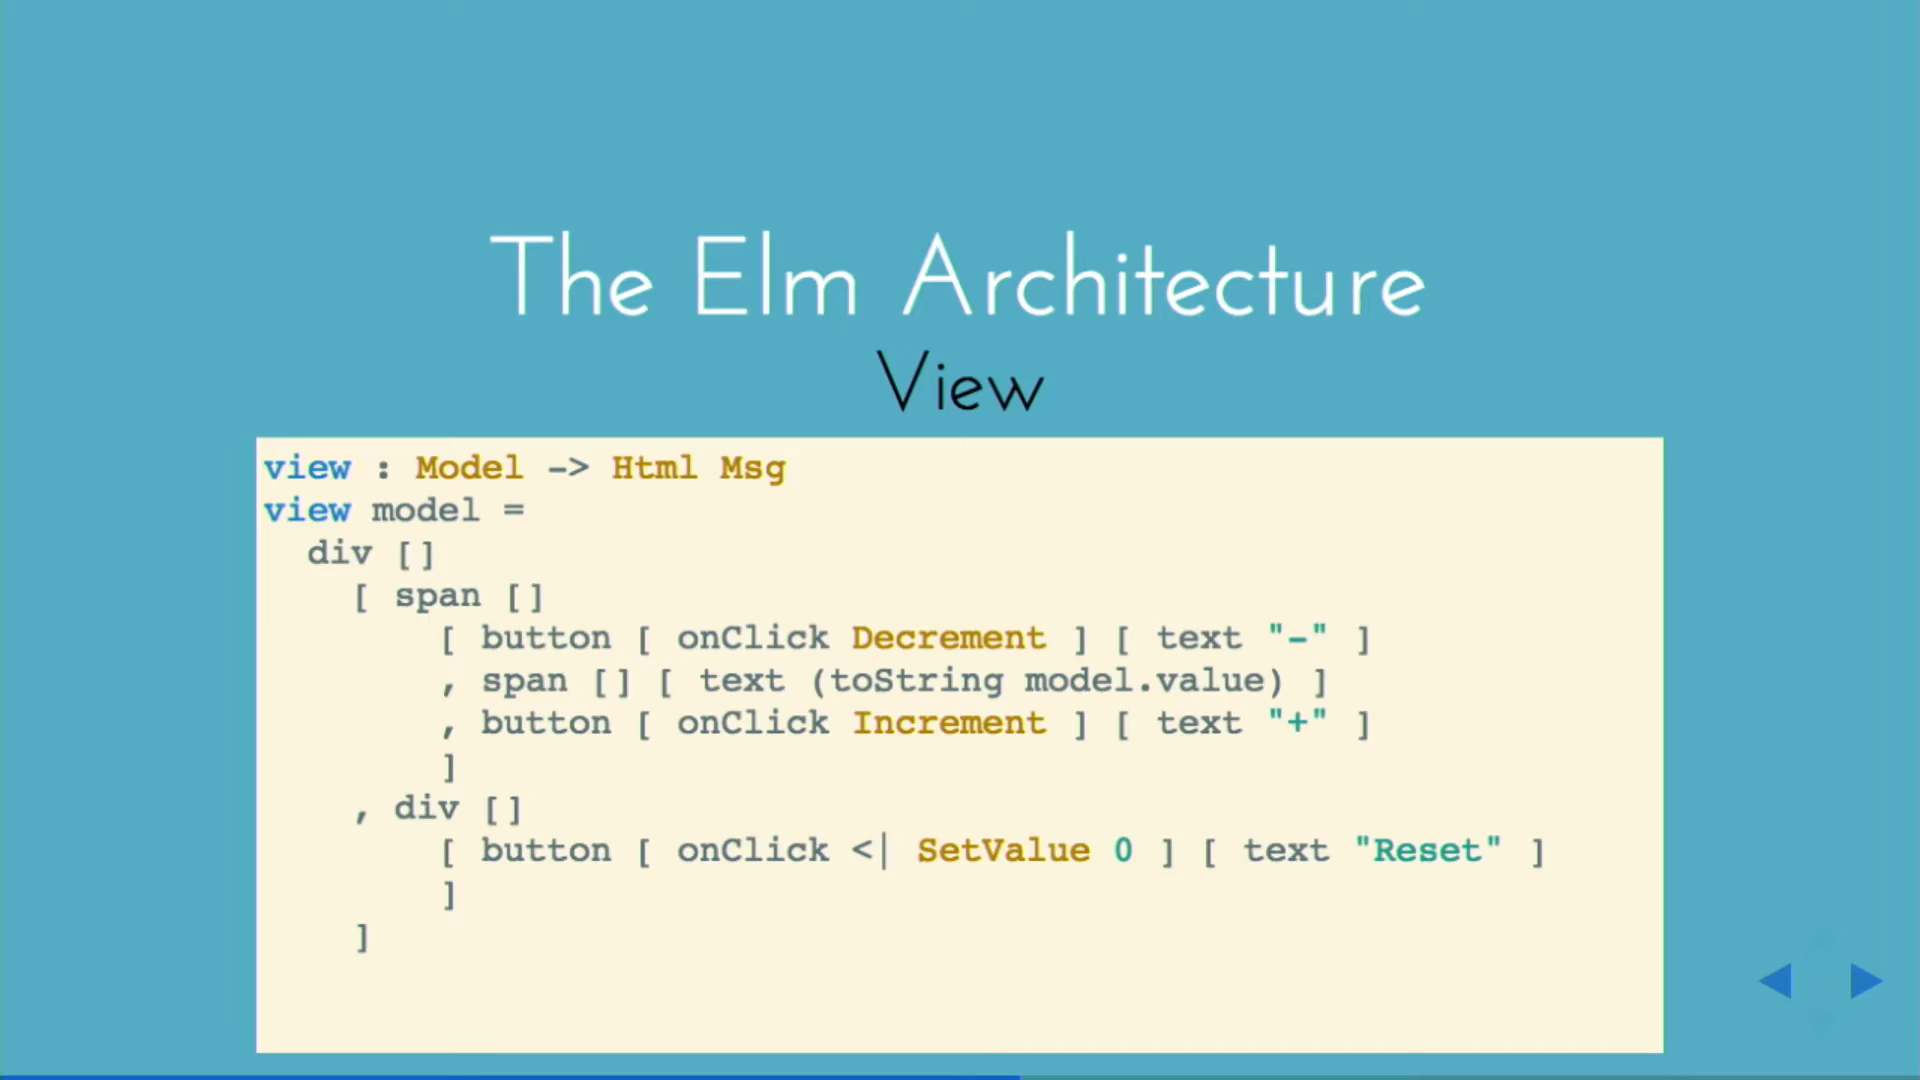 The Elm Architecture
View
view : Model -> Html Msg
view model =
  div []
    [ span []
        [ button [ onClick Decrement ] [ text "-" ]
        , span [] [ text (toString model.value) ]
        , button [ onClick Increment ] [ text "+" ]
        ]
    , div []
        [ button [ onClick <| SetValue 0 ] [ text "Reset" ]
        ]
    ]